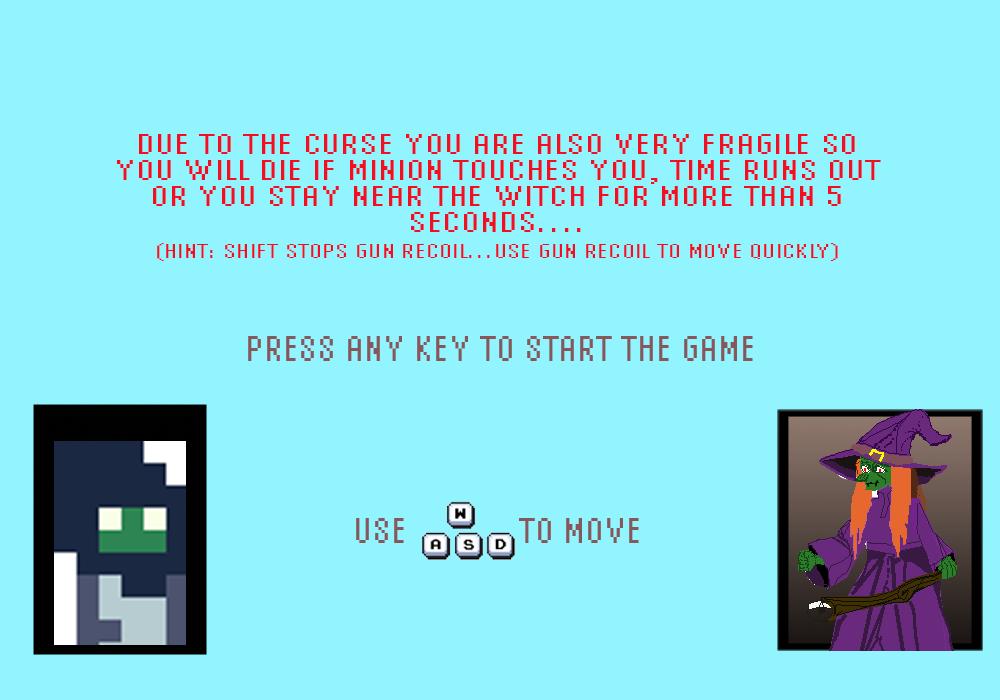 DUE TO THE CURSE YOU ARE ALSO VERY FRAGILE SO
YOU WILL DIE IF MINION TOUCHES YOU, TIME RUNS OUT
OR YOU STAY NEAR THE WITCH FOR MORE THAN 5
SECONDS....
(HINT: SHIFT STOPS GUN RECOIL...USE GUN RECOIL TO MOVE QUICKLY)
PRESS ANY KEY TO START THE GAME
W
USE A S D TO MOVE